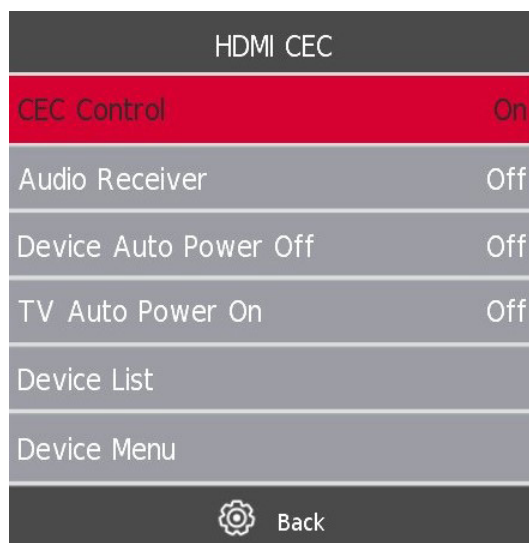 HDMI CEC
CEC Control On
Audio Receiver Off
Device Auto Power Off Off
TV Auto Power On Off
Device List
Device Menu
Back